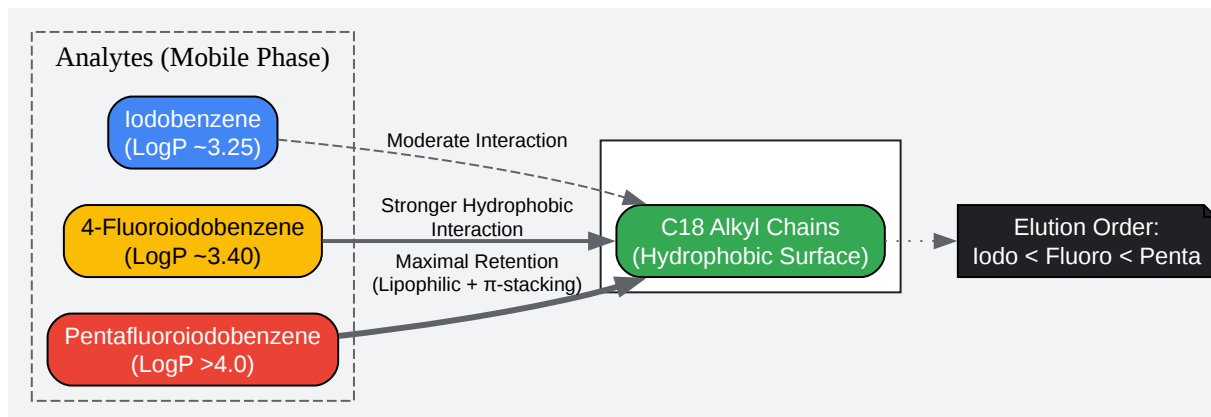 Analytes (Mobile Phase)
Iodobenzene
(LogP ~3.25)
4-Fluoroiodobenzene
(LogP ~3.40)
Pentafluoroiodobenzene
(LogP >4.0)
Moderate Interaction
Stronger Hydrophobic
Interaction
Maximal Retention
(Lipophilic + π-stacking)
C18 Alkyl Chains
(Hydrophobic Surface)
Elution Order:
Iodo < Fluoro < Penta